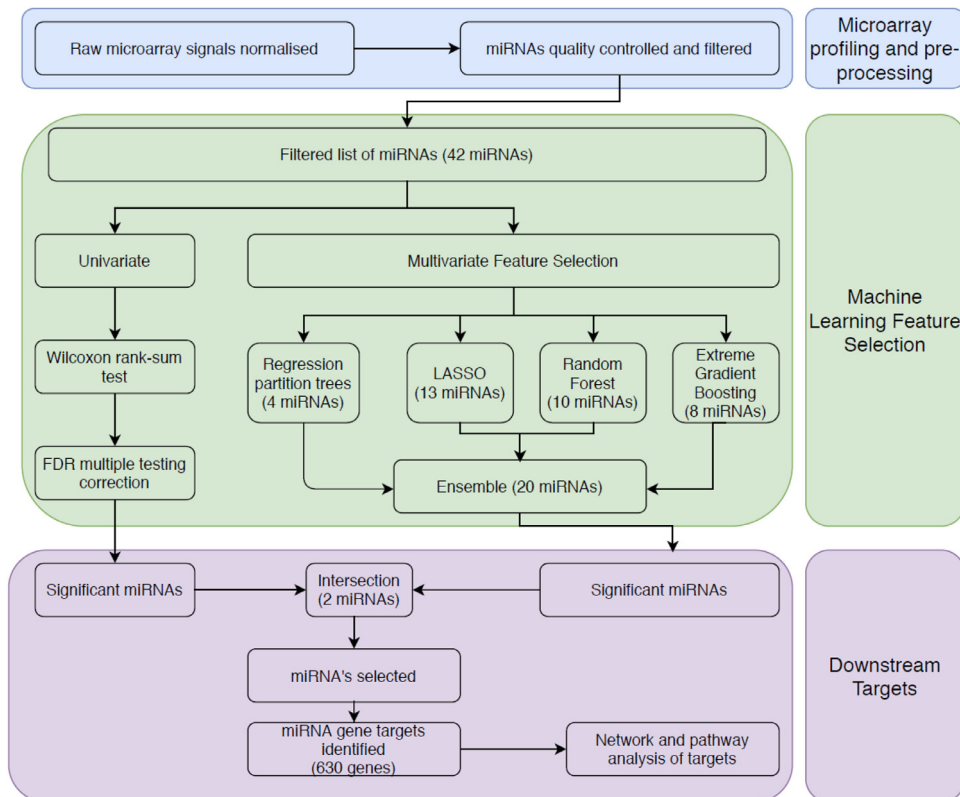 Raw microarray signals normalised
miRNAs quality controlled and filtered
Microarray
profiling and pre-
processing
Filtered list of miRNAs (42 miRNAs)
Univariate
Multivariate Feature Selection
Machine
Learning Feature
Selection
Wilcoxon rank-sum
test
Regression
partition trees
(4 miRNAs)
LASSO
(13 miRNAs)
Random
Forest
(10 miRNAs)
Extreme
Gradient
Boosting
(8 miRNAs)
FDR multiple testing
correction
Ensemble (20 miRNAs)
Significant miRNAs
Intersection
(2 miRNAs)
Significant miRNAs
miRNA's selected
Downstream
Targets
miRNA gene targets
identified
(630 genes)
Network and pathway
analysis of targets